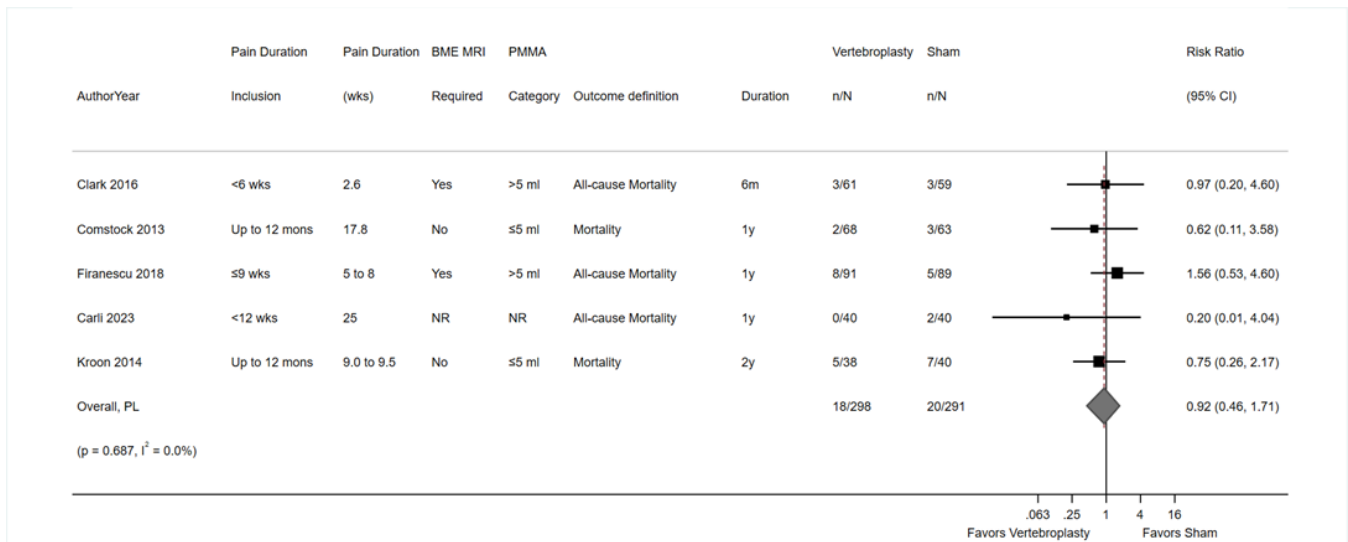 Pain Duration Pain Duration BME MRI PMMA Vertebroplasty Sham Risk Ratio
AuthorYear Inclusion (wks) Required Category Outcome definition Duration n/N n/N (95% CI)
Clark 2016 <6 wks 2.6 Yes >5 ml All-cause Mortality 6m 3/61 3/59 0.97 (0.20, 4.60)
Comstock 2013 Up to 12 mons 17.8 No ≤5 ml Mortality 1y 2/68 3/63 0.62 (0.11, 3.58)
Firanescu 2018 ≤9 wks 5 to 8 Yes >5 ml All-cause Mortality 1y 8/91 5/89 1.56 (0.53, 4.60)
Carli 2023 <12 wks 25 NR NR All-cause Mortality 1y 0/40 2/40 0.20 (0.01, 4.04)
Kroon 2014 Up to 12 mons 9.0 to 9.5 No ≤5 ml Mortality 2y 5/38 7/40 0.75 (0.26, 2.17)
Overall, PL 18/298 20/291 0.92 (0.46, 1.71)
(p = 0.687, I² = 0.0%)
.063 .25 1 4 16
Favors Vertebroplasty Favors Sham